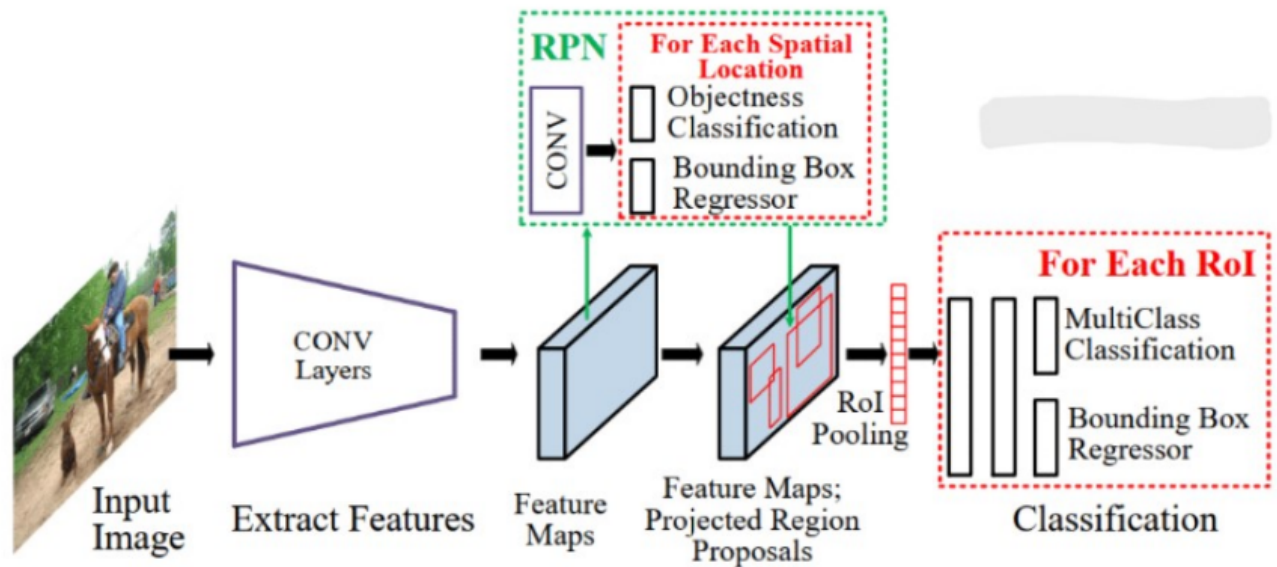 RPN
For Each Spatial
Location
CONV
Objectness
Classification
Bounding Box
Regressor
CONV
Layers
For Each RoI
MultiClass
Classification
Bounding Box
Regressor
RoI
Pooling
Input
Image
Extract Features
Feature
Maps
Feature Maps;
Projected Region
Proposals
Classification